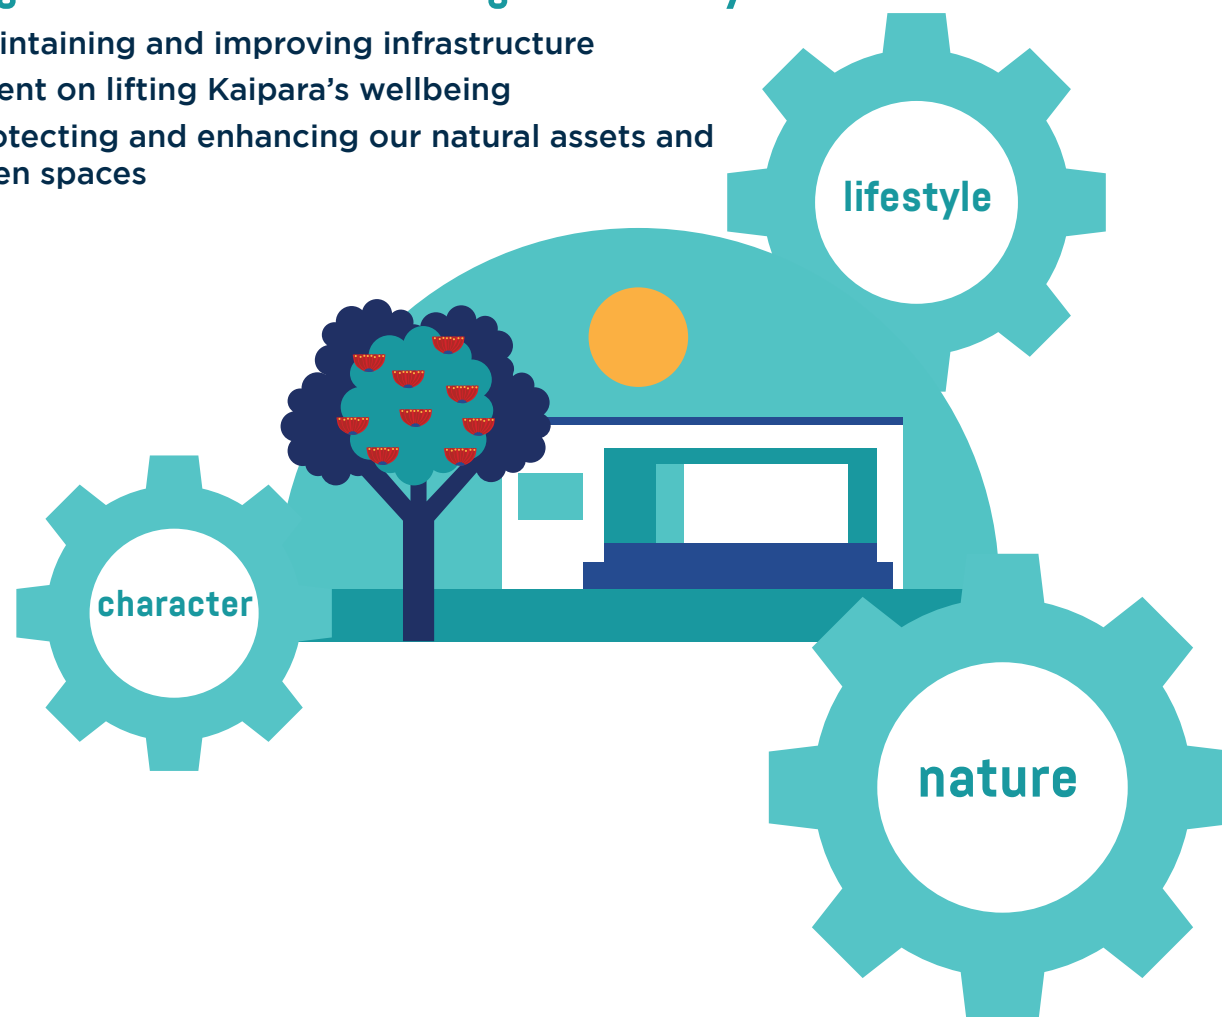 intaining and improving infrastructure
ent on lifting Kaipara's wellbeing
otecting and enhancing our natural assets and
en spaces
lifestyle
character
nature